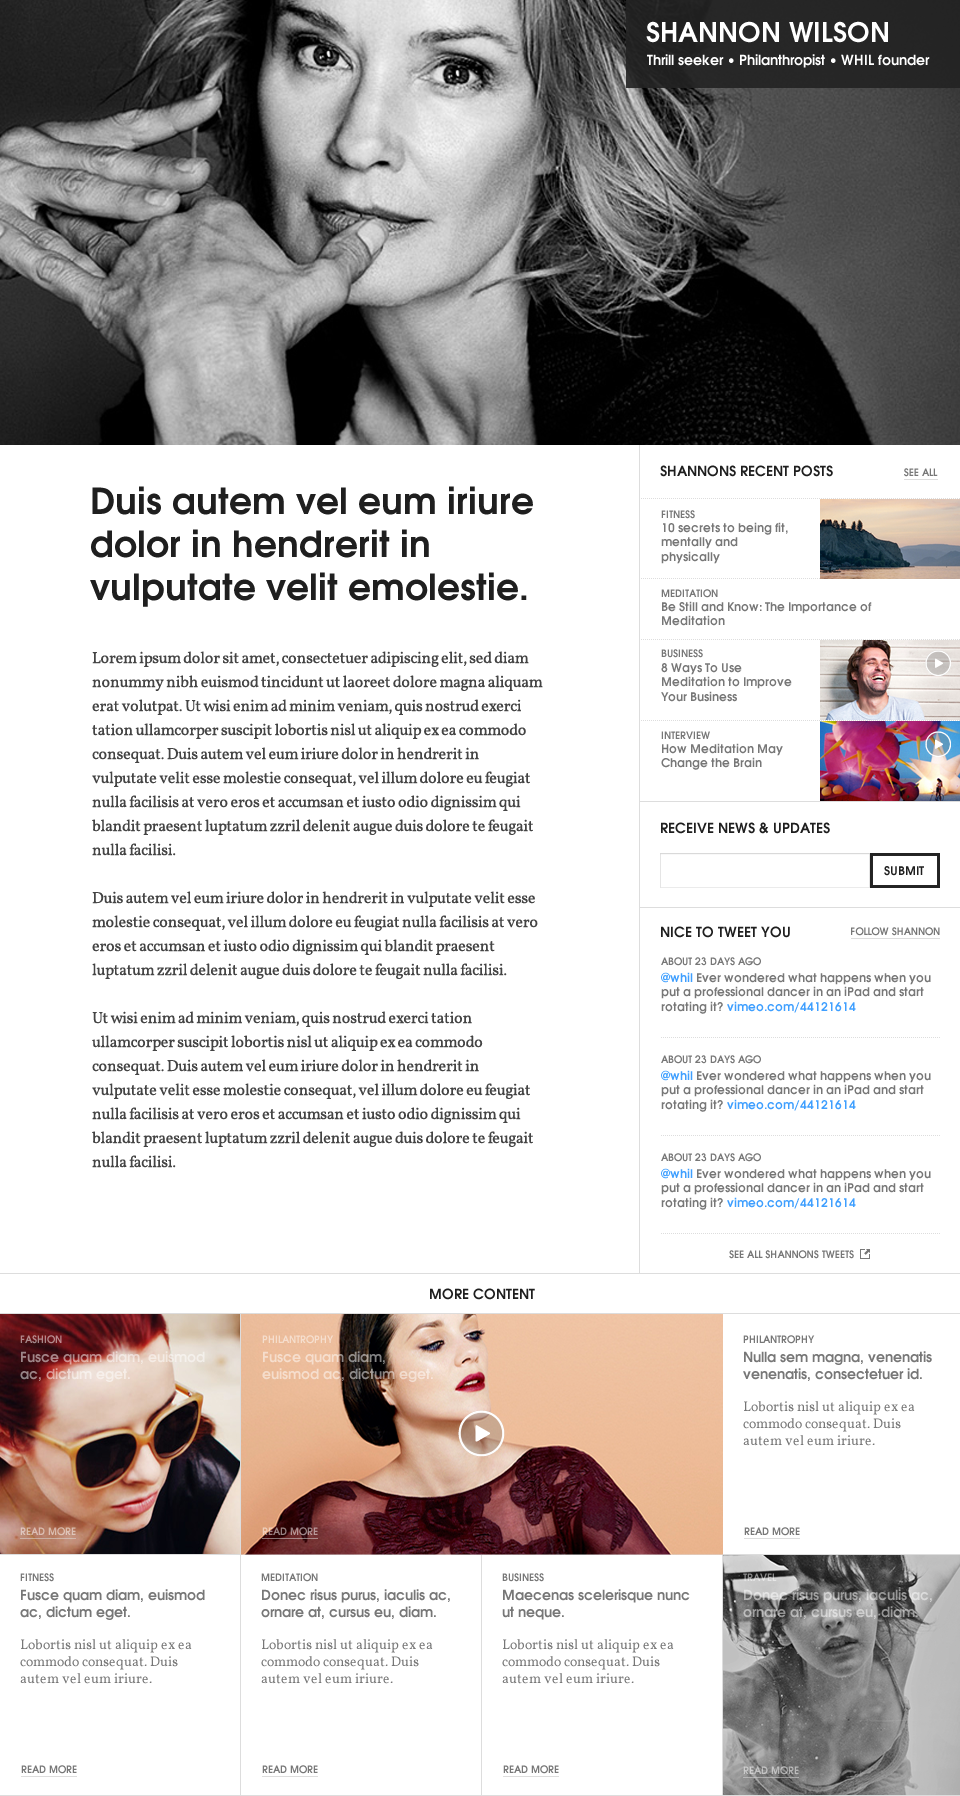 SHANNON WILSON
Thrill seeker • Philanthropist • WHIL founder
Duis autem vel eum iriure
dolor in hendrerit in
vulputate velit emolestie.
Lorem ipsum dolor sit amet, consectetuer adipiscing elit, sed diam
nonummy nibh euismod tincidunt ut laoreet dolore magna aliquam
erat volutpat. Ut wisi enim ad minim veniam, quis nostrud exerci
tation ullamcorper suscipit lobortis nisl ut aliquip ex ea commodo
consequat. Duis autem vel eum iriure dolor in hendrerit in
vulputate velit esse molestie consequat, vel illum dolore eu feugiat
nulla facilisis at vero eros et accumsan et iusto odio dignissim qui
blandit praesent luptatum zzril delenit augue duis dolore te feugait
nulla facilisi.
Duis autem vel eum iriure dolor in hendrerit in vulputate velit esse
molestie consequat, vel illum dolore eu feugiat nulla facilisis at vero
eros et accumsan et iusto odio dignissim qui blandit praesent
luptatum zzril delenit augue duis dolore te feugait nulla facilisi.
Ut wisi enim ad minim veniam, quis nostrud exerci tation
ullamcorper suscipit lobortis nisl ut aliquip ex ea commodo
consequat. Duis autem vel eum iriure dolor in hendrerit in
vulputate velit esse molestie consequat, vel illum dolore eu feugiat
nulla facilisis at vero eros et accumsan et iusto odio dignissim qui
blandit praesent luptatum zzril delenit augue duis dolore te feugait
nulla facilisi.
SHANNONS RECENT POSTS
SEE ALL
FITNESS
10 secrets to being fit,
mentally and
physically
MEDITATION
Be Still and Know: The Importance of
Meditation
BUSINESS
8 Ways To Use
Meditation to Improve
Your Business
INTERVIEW
How Meditation May
Change the Brain
RECEIVE NEWS & UPDATES
SUBMIT
NICE TO TWEET YOU
FOLLOW SHANNON
ABOUT 23 DAYS AGO
@whil Ever wondered what happens when you
put a professional dancer in an iPad and start
rotating it? vimeo.com/44121614
ABOUT 23 DAYS AGO
@whil Ever wondered what happens when you
put a professional dancer in an iPad and start
rotating it? vimeo.com/44121614
ABOUT 23 DAYS AGO
@whil Ever wondered what happens when you
put a professional dancer in an iPad and start
rotating it? vimeo.com/44121614
SEE ALL SHANNONS TWEETS
MORE CONTENT
FASHION
Fusce quam diam, euismod
ac, dictum eget.
READ MORE
PHILANTROPHY
Fusce quam diam,
euismod ac, dictum eget.
READ MORE
PHILANTROPHY
Nulla sem magna, venenatis
venenatis, consectetuer id.
Lobortis nisl ut aliquip ex ea
commodo consequat. Duis
autem vel eum iriure.
READ MORE
FITNESS
Fusce quam diam, euismod
ac, dictum eget.
Lobortis nisl ut aliquip ex ea
commodo consequat. Duis
autem vel eum iriure.
READ MORE
MEDITATION
Donec risus purus, iaculis ac,
ornare at, cursus eu, diam.
Lobortis nisl ut aliquip ex ea
commodo consequat. Duis
autem vel eum iriure.
READ MORE
BUSINESS
Maecenas scelerisque nunc
ut neque.
Lobortis nisl ut aliquip ex ea
commodo consequat. Duis
autem vel eum iriure.
READ MORE
TRAVEL
Donec risus purus, iaculis ac,
ornare at, cursus eu, diam.
READ MORE